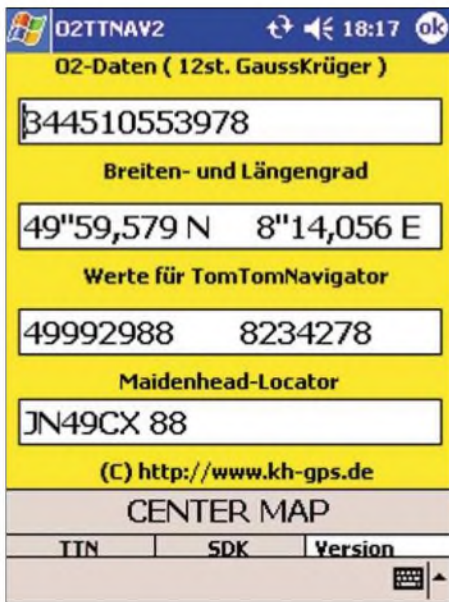 O2TTNAV2 18:17 ok
O2-Daten ( 12st. GaussKrüger )
344510553978
Breiten- und Längengrad
49"59,579 N 8"14,056 E
Werte für TomTomNavigator
49992988 8234278
Maidenhead-Locator
JN49CX 88
(C) http://www.kh-gps.de
CENTER MAP
TTN SDK Version